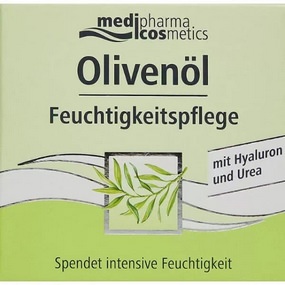 medipharma
cosmetics
Olivenöl
Feuchtigkeitspflege
mit Hyaluron
und Urea
Spendet intensive Feuchtigkeit